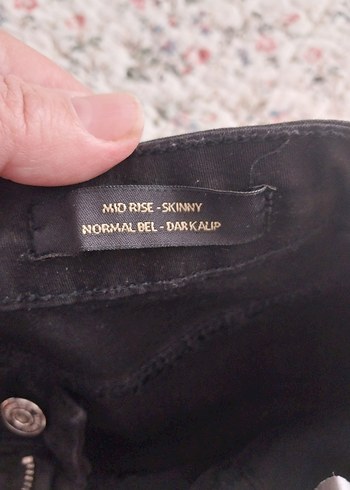 MID RISE - SKINNY
NORMAL BEL - DAR KALIP